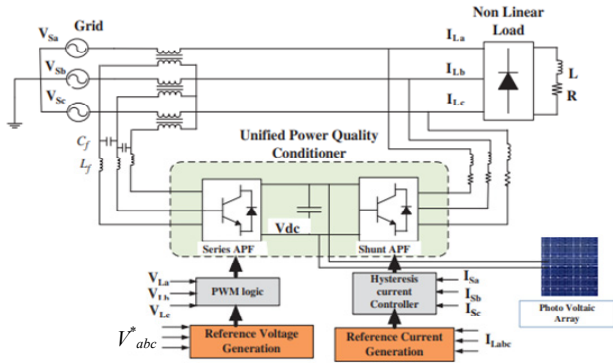 Grid
Non Linear
Load
V_Sa
V_Sb
V_Sc
I_La
I_Lb
I_Lc
L
R
C_f
L_f
Unified Power Quality
Conditioner
Vdc
Series APF
Shunt APF
V_La
V_Lb
V_Lc
PWM logic
Hysteresis
current
Controller
I_Sa
I_Sb
I_Sc
Photo Voltaic
Array
V*_abc
Reference Voltage
Generation
Reference Current
Generation
I_Labc